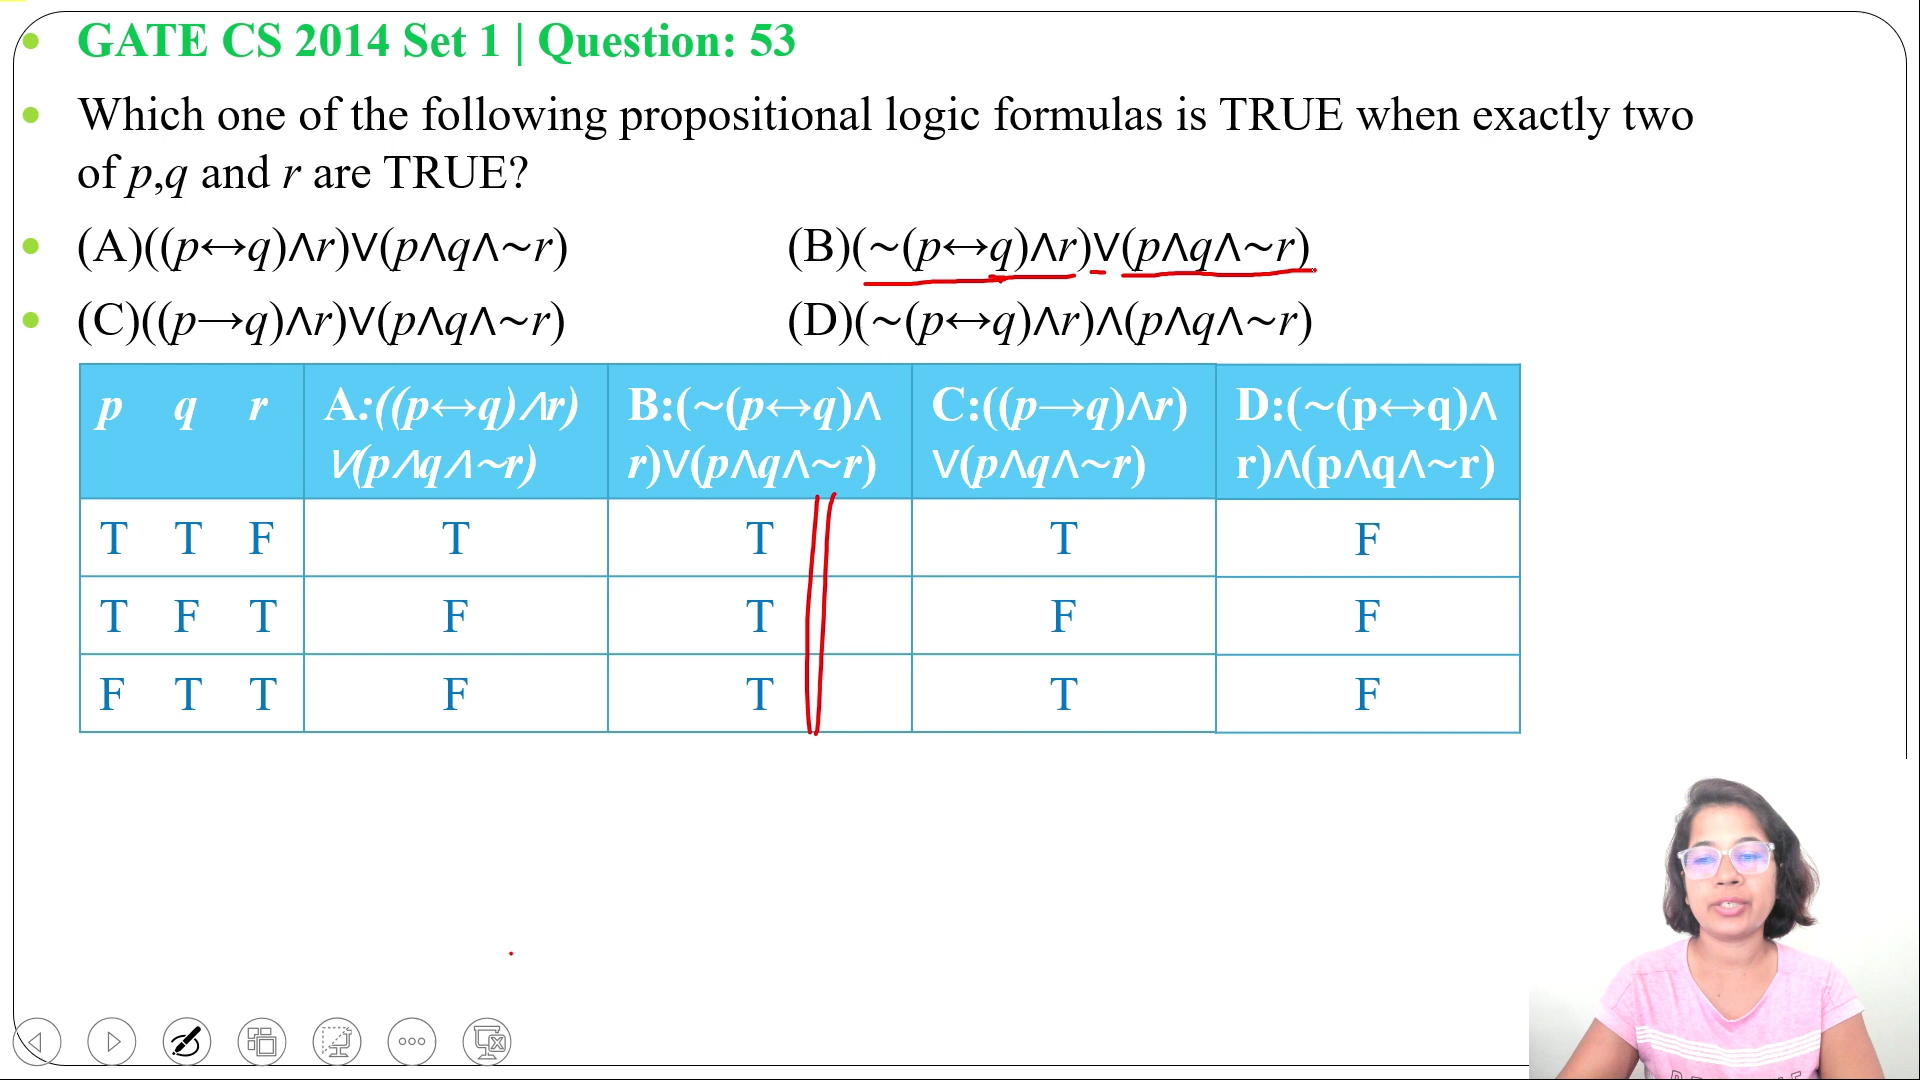 GATE CS 2014 Set 1 | Question: 53
Which one of the following propositional logic formulas is TRUE when exactly two
of p,q and r are TRUE?
(A)((p↔q)∧r)∨(p∧q∧~r) (B)(~(p↔q)∧r)∨(p∧q∧~r)
(C)((p→q)∧r)∨(p∧q∧~r) (D)(~(p↔q)∧r)∧(p∧q∧~r)
p q r A:((p↔q)∧r) B:(~(p↔q)∧ C:((p→q)∧r) D:(~(p↔q)∧
∨(p∧q∧~r) r)∨(p∧q∧~r) ∨(p∧q∧~r) r)∧(p∧q∧~r)
T T F T T T F
T F T F T F F
F T T F T T F